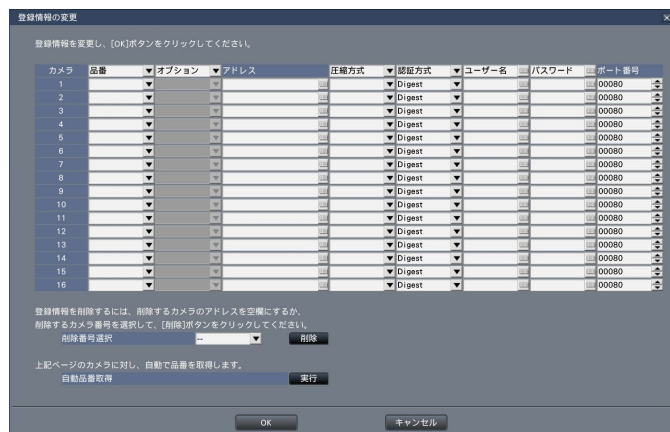 登録情報の変更
登録情報を変更し、[OK]ボタンをクリックしてください。
カメラ 品番 オプション アドレス 圧縮方式 認証方式 ユーザー名 パスワード ポート番号
1 Digest 00080
2 Digest 00080
3 Digest 00080
4 Digest 00080
5 Digest 00080
6 Digest 00080
7 Digest 00080
8 Digest 00080
9 Digest 00080
10 Digest 00080
11 Digest 00080
12 Digest 00080
13 Digest 00080
14 Digest 00080
15 Digest 00080
16 Digest 00080
登録情報を削除するには、削除するカメラのアドレスを空欄にするか、
削除するカメラ番号を選択して、[削除]ボタンをクリックしてください。
削除番号選択 -- 削除
上記ページのカメラに対し、自動で品番を取得します。
自動品番取得 実行
OK キャンセル